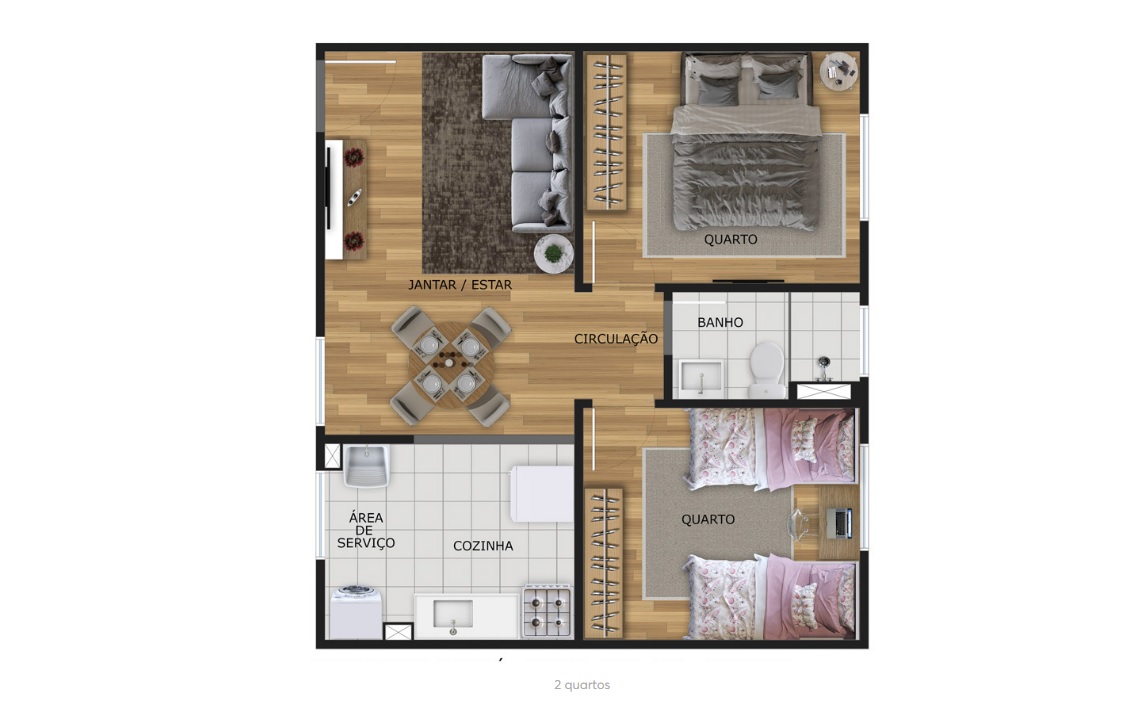 QUARTO
JANTAR / ESTAR
BANHO
CIRCULAÇÃO
ÁREA
DE
SERVIÇO
COZINHA
QUARTO
2 quartos